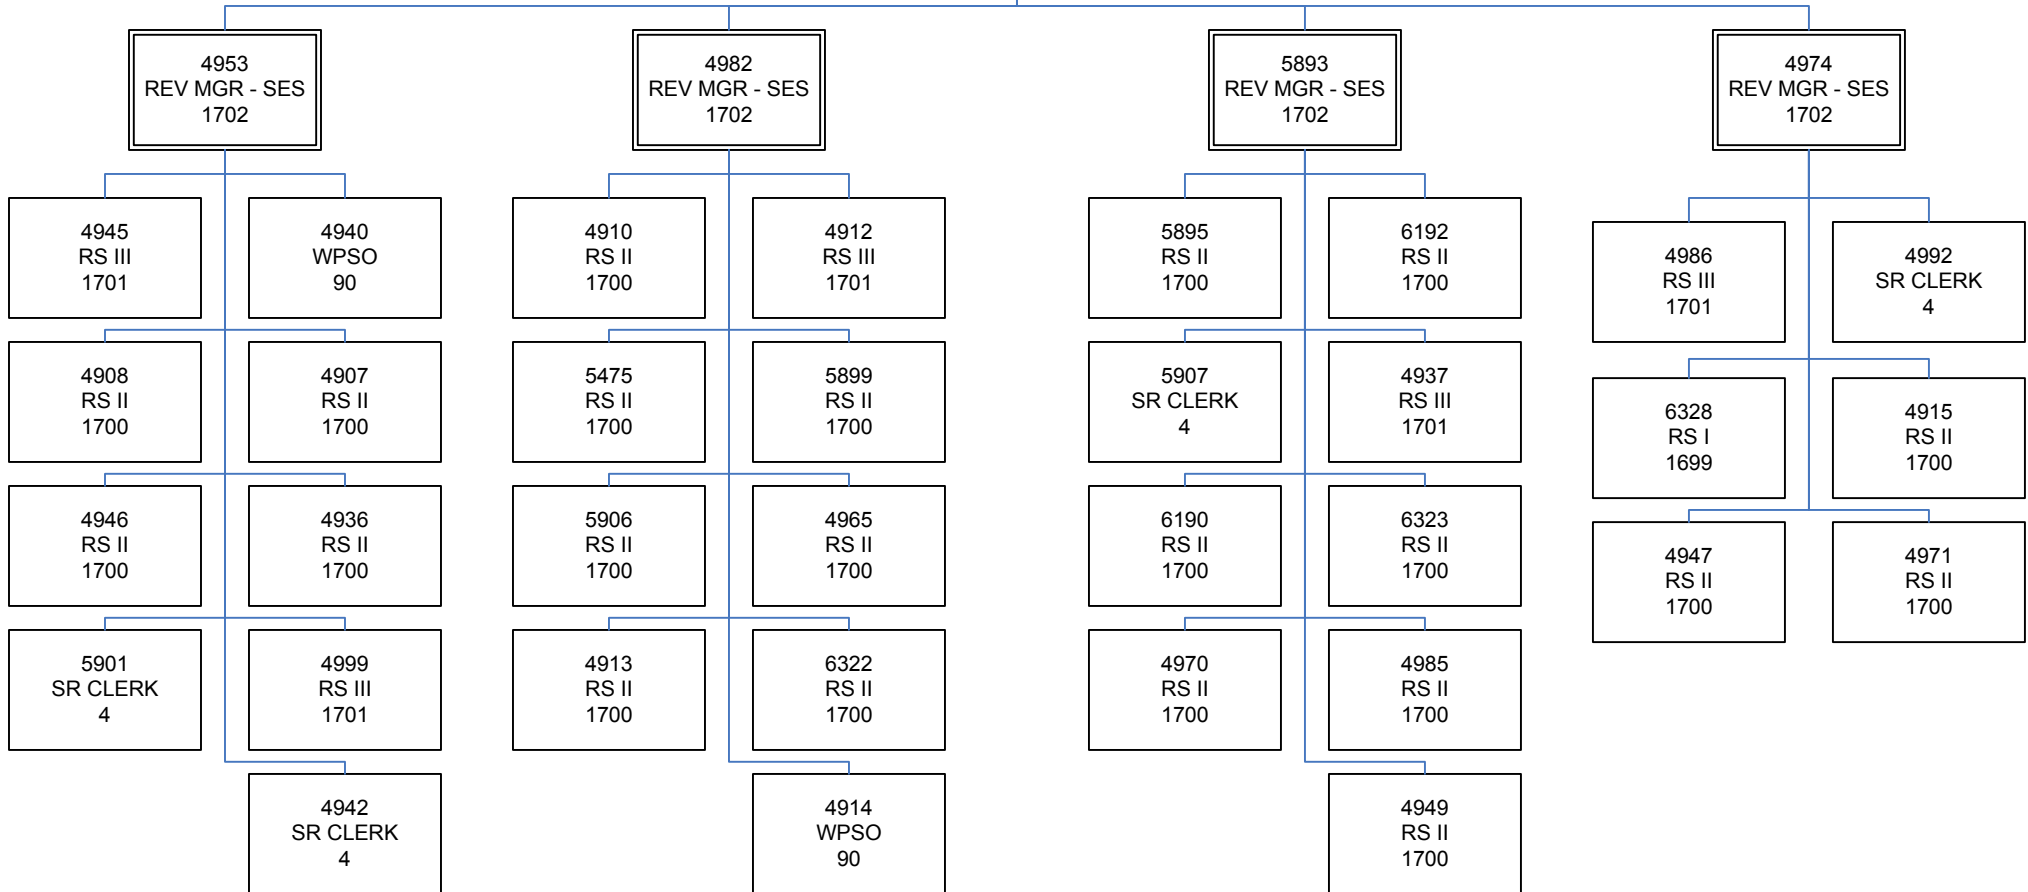 4953
REV MGR - SES
1702
4982
REV MGR - SES
1702
5893
REV MGR - SES
1702
4974
REV MGR - SES
1702
4945
RS III
1701
4940
WPSO
90
4910
RS II
1700
4912
RS III
1701
5895
RS II
1700
6192
RS II
1700
4986
RS III
1701
4992
SR CLERK
4
4908
RS II
1700
4907
RS II
1700
5475
RS II
1700
5899
RS II
1700
5907
SR CLERK
4
4937
RS III
1701
6328
RS I
1699
4915
RS II
1700
4946
RS II
1700
4936
RS II
1700
5906
RS II
1700
4965
RS II
1700
6190
RS II
1700
6323
RS II
1700
4947
RS II
1700
4971
RS II
1700
5901
SR CLERK
4
4999
RS III
1701
4913
RS II
1700
6322
RS II
1700
4970
RS II
1700
4985
RS II
1700
4942
SR CLERK
4
4914
WPSO
90
4949
RS II
1700